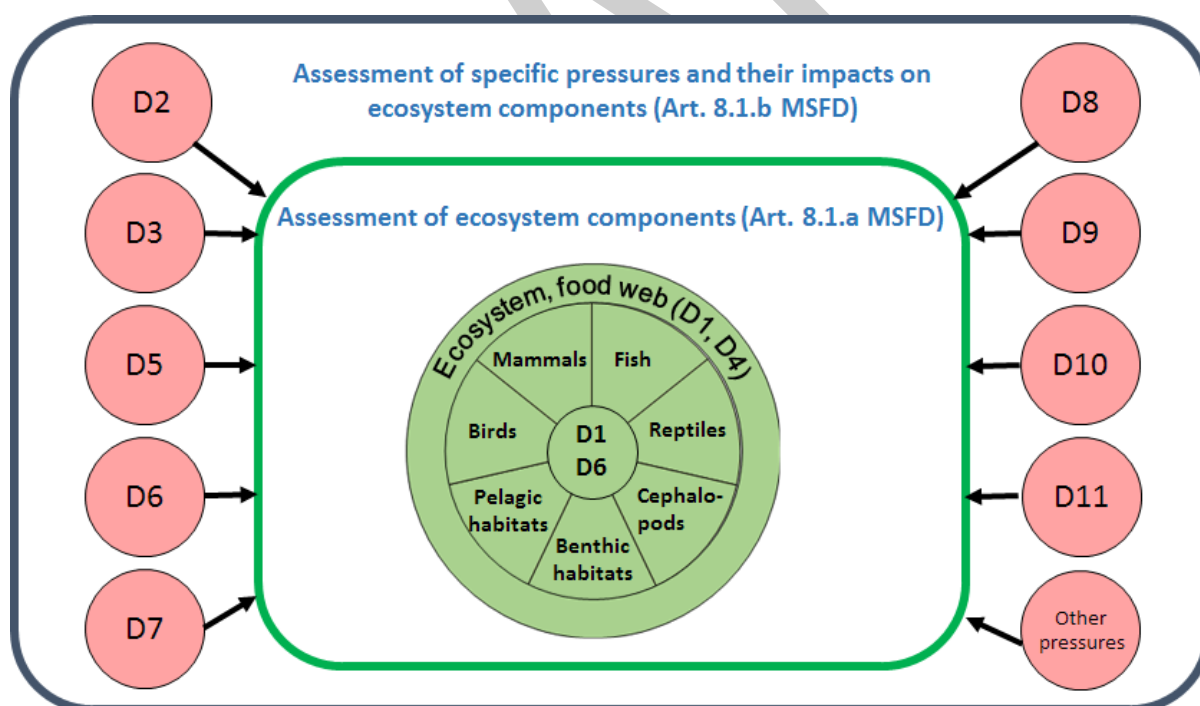 Assessment of specific pressures and their impacts on
ecosystem components (Art. 8.1.b MSFD)
D2
D3
D5
D6
D7
D8
D9
D10
D11
Other
pressures
Assessment of ecosystem components (Art. 8.1.a MSFD)
Ecosystem, food web (D1, D4)
Mammals
Fish
Birds
Reptiles
D1
D6
Pelagic
habitats
Cephalo-
pods
Benthic
habitats